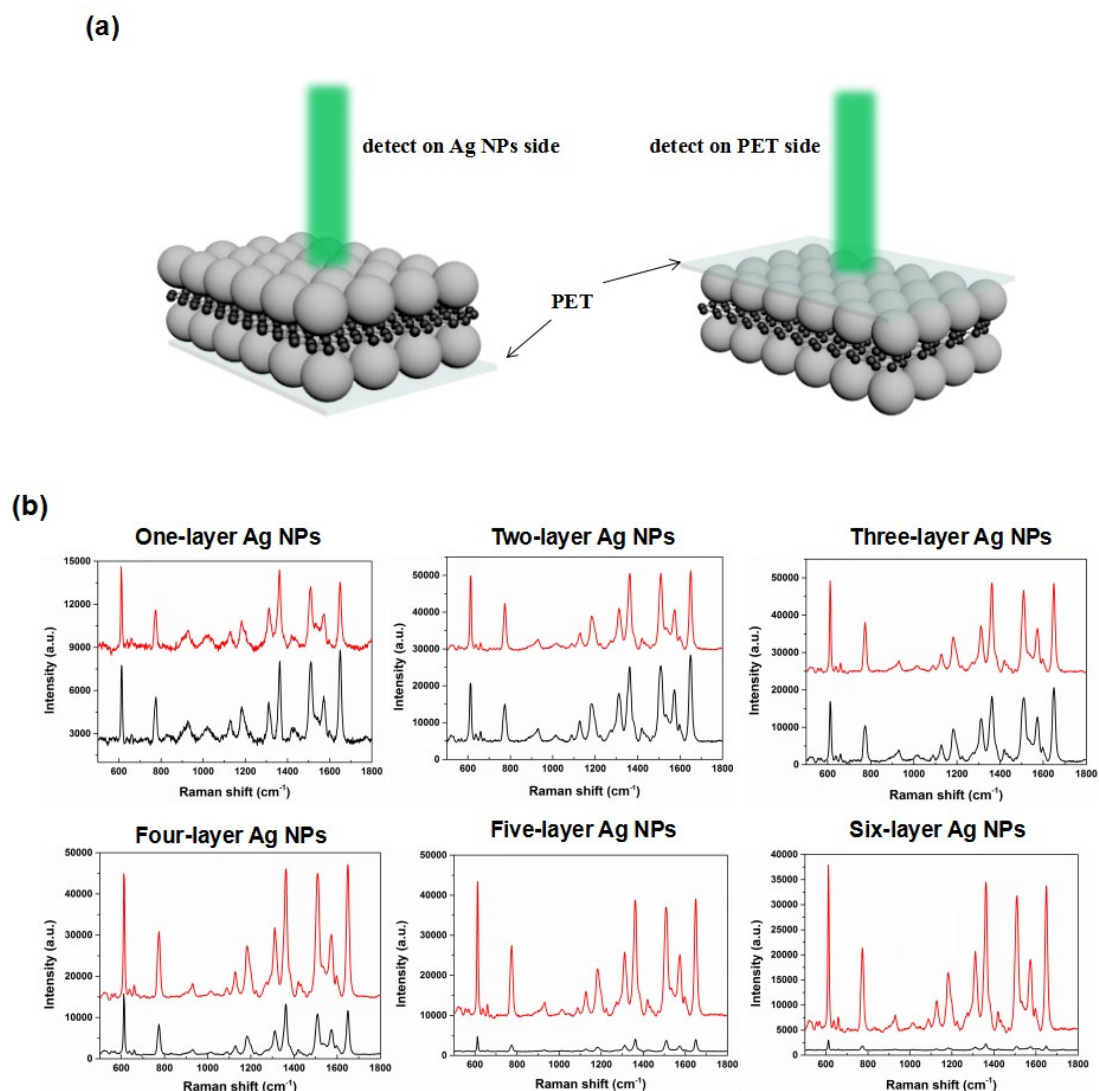 (a)
detect on Ag NPs side
detect on PET side
PET
(b)
One-layer Ag NPs
Two-layer Ag NPs
Three-layer Ag NPs
15000
12000
9000
6000
3000
Intensity (a.u.)
600 800 1000 1200 1400 1600 1800
Raman shift (cm⁻¹)
50000
40000
30000
20000
10000
0
Intensity (a.u.)
600 800 1000 1200 1400 1600 1800
Raman shift (cm⁻¹)
50000
40000
30000
20000
10000
0
Intensity (a.u.)
600 800 1000 1200 1400 1600 1800
Raman shift (cm⁻¹)
Four-layer Ag NPs
Five-layer Ag NPs
Six-layer Ag NPs
50000
40000
30000
20000
10000
0
Intensity (a.u.)
600 800 1000 1200 1400 1600 1800
Raman shift (cm⁻¹)
50000
40000
30000
20000
10000
0
Intensity (a.u.)
600 800 1000 1200 1400 1600 1800
Raman shift (cm⁻¹)
40000
35000
30000
25000
20000
15000
10000
5000
0
Intensity (a.u.)
600 800 1000 1200 1400 1600 1800
Raman shift (cm⁻¹)